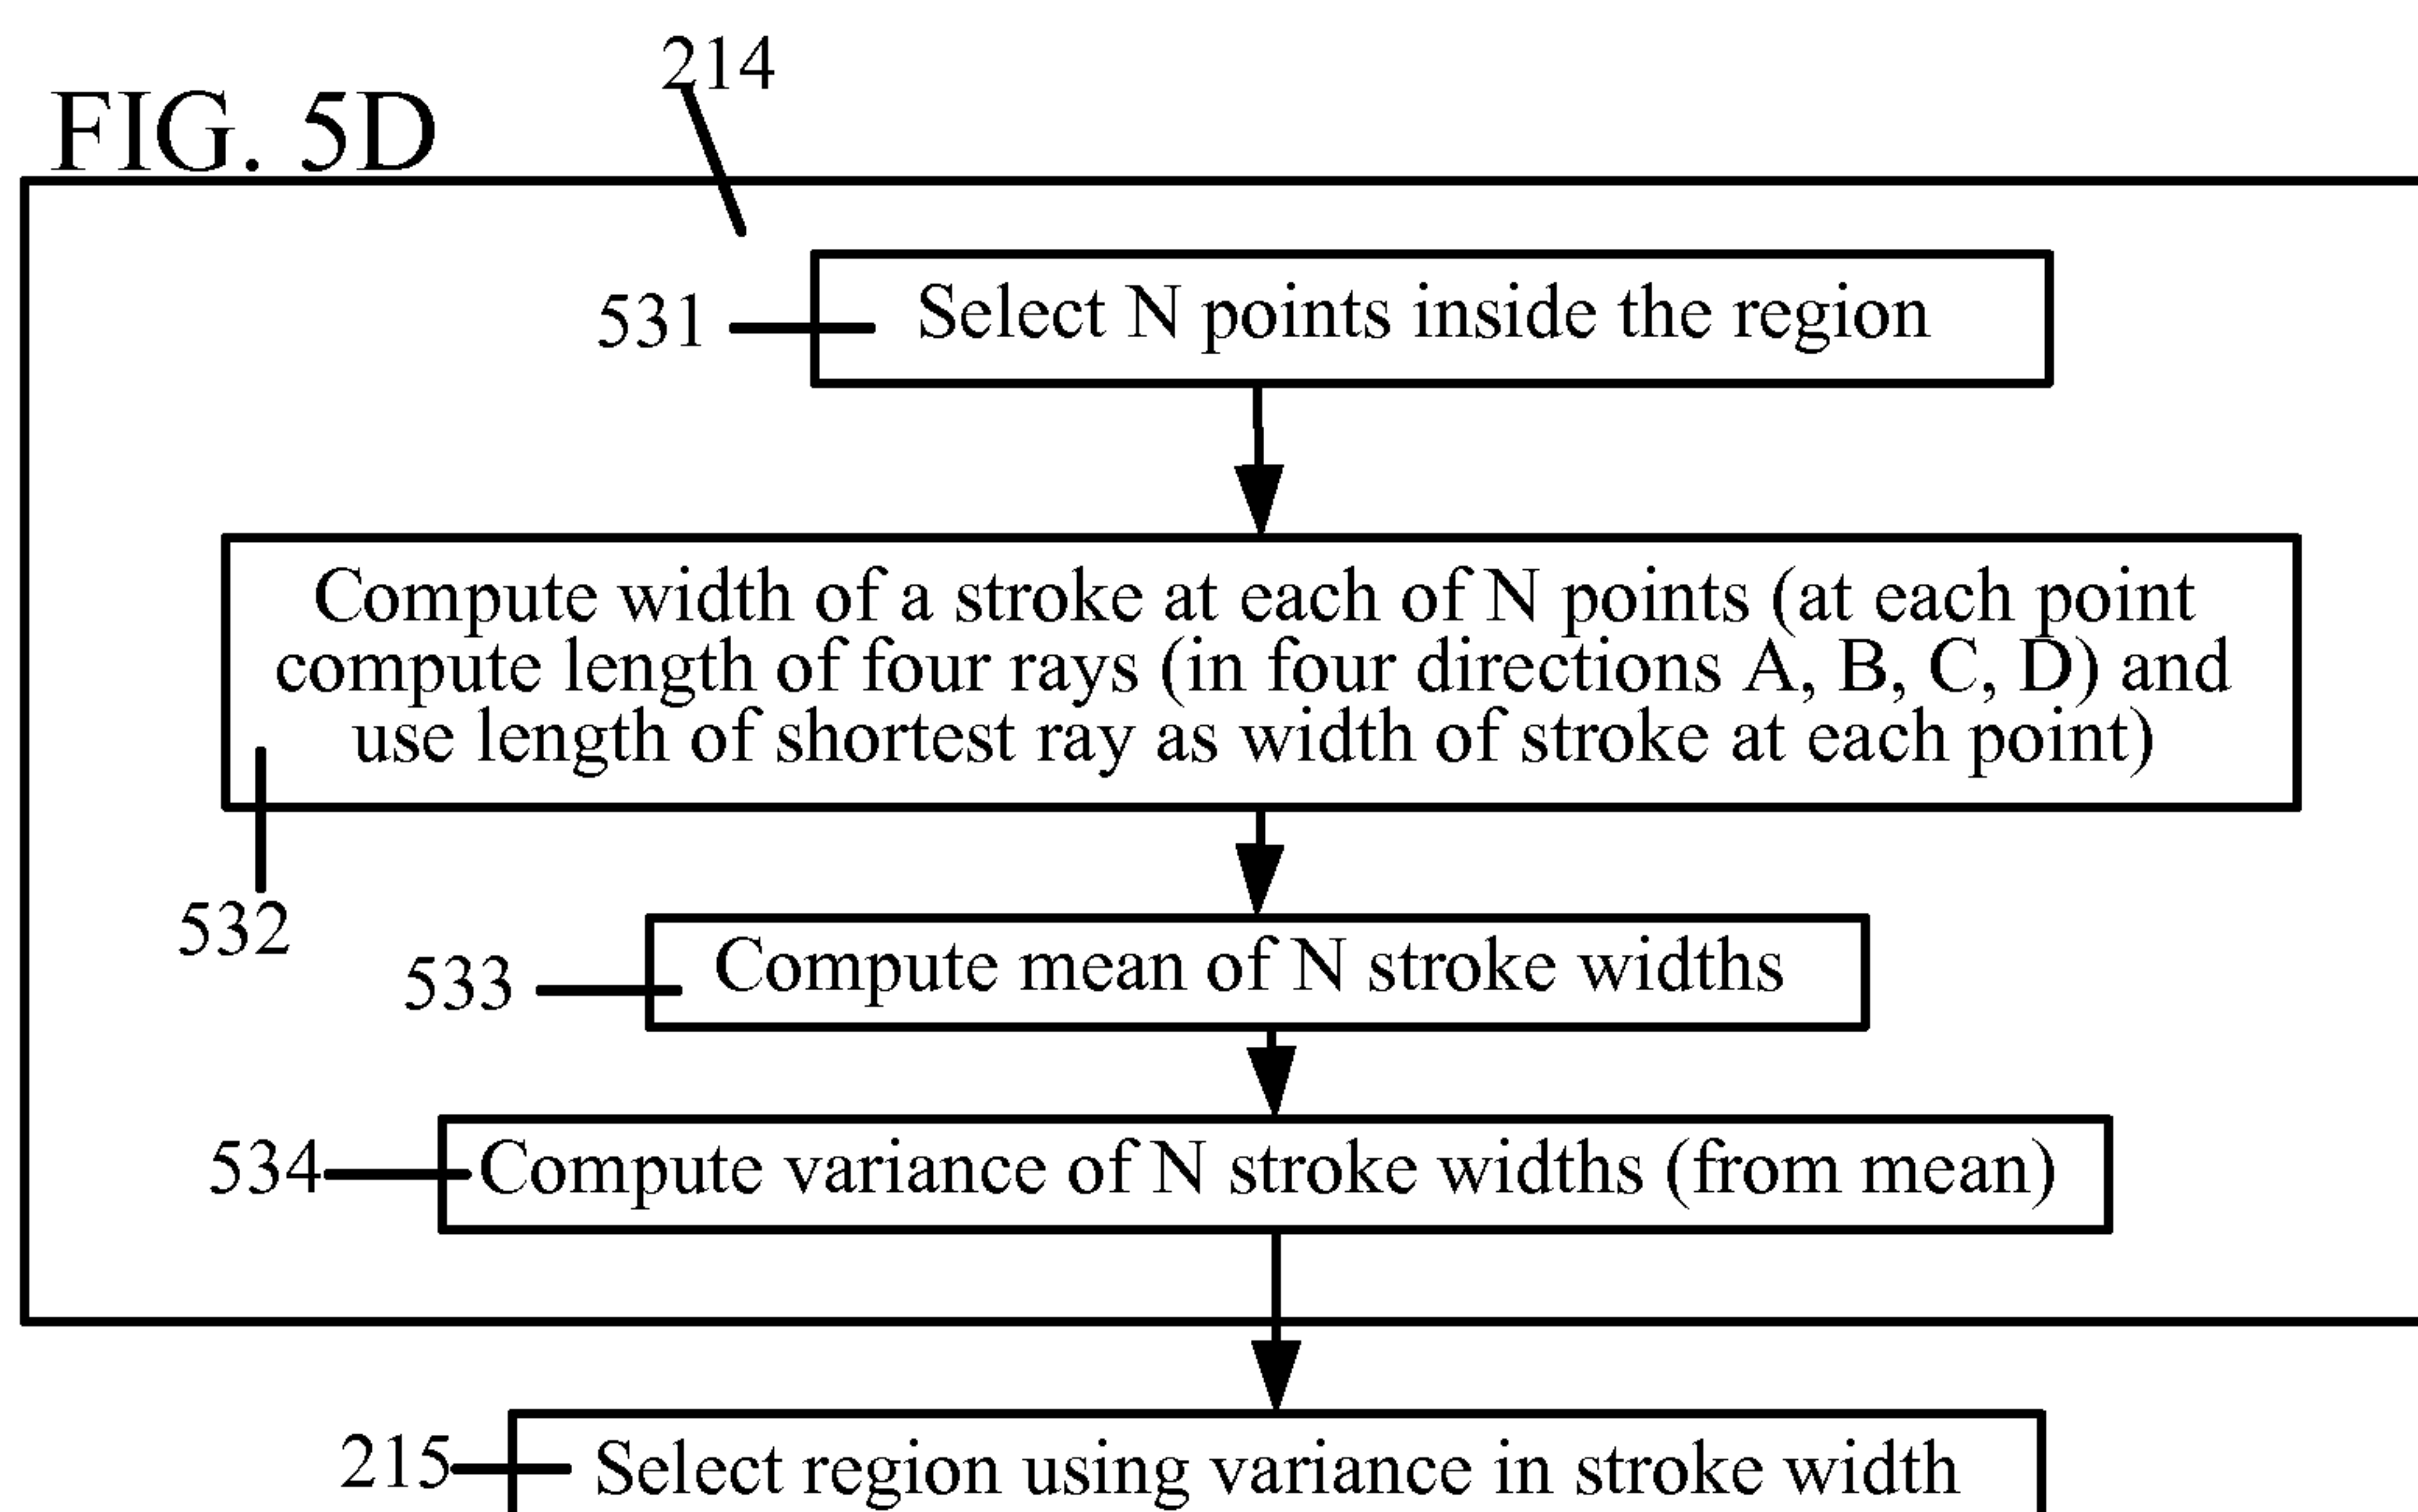 214
FIG. 5D
531
Select N points inside the region
Compute width of a stroke at each of N points (at each point
compute length of four rays (in four directions A, B, C, D) and
use length of shortest ray as width of stroke at each point)
532
533
Compute mean of N stroke widths
534
Compute variance of N stroke widths (from mean)
215
Select region using variance in stroke width